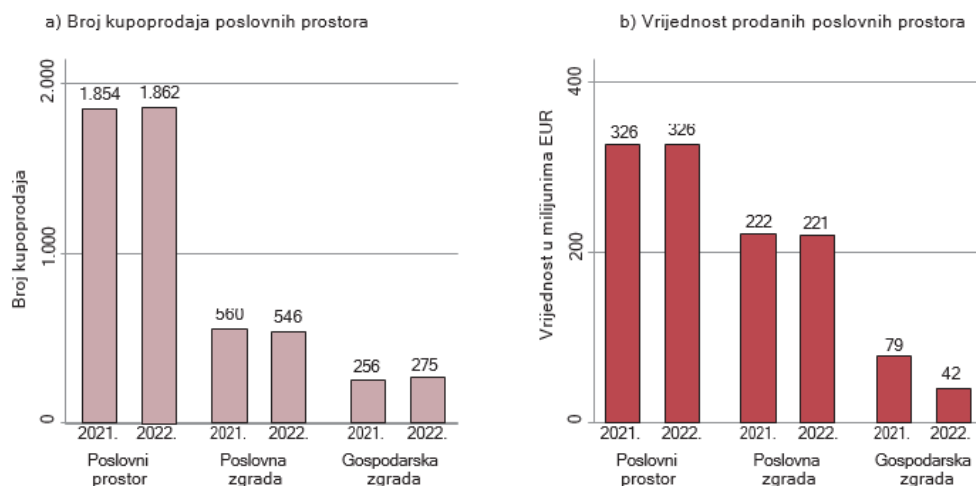 a) Broj kupoprodaja poslovnih prostora
Broj kupoprodaja
2.000
1.000
0
1.854
1.862
560
546
256
275
2021.
2022.
2021.
2022.
2021.
2022.
Poslovni
prostor
Poslovna
zgrada
Gospodarska
zgrada
b) Vrijednost prodanih poslovnih prostora
Vrijednost u milijunima EUR
400
200
0
326
326
222
221
79
42
2021.
2022.
2021.
2022.
2021.
2022.
Poslovni
prostor
Poslovna
zgrada
Gospodarska
zgrada